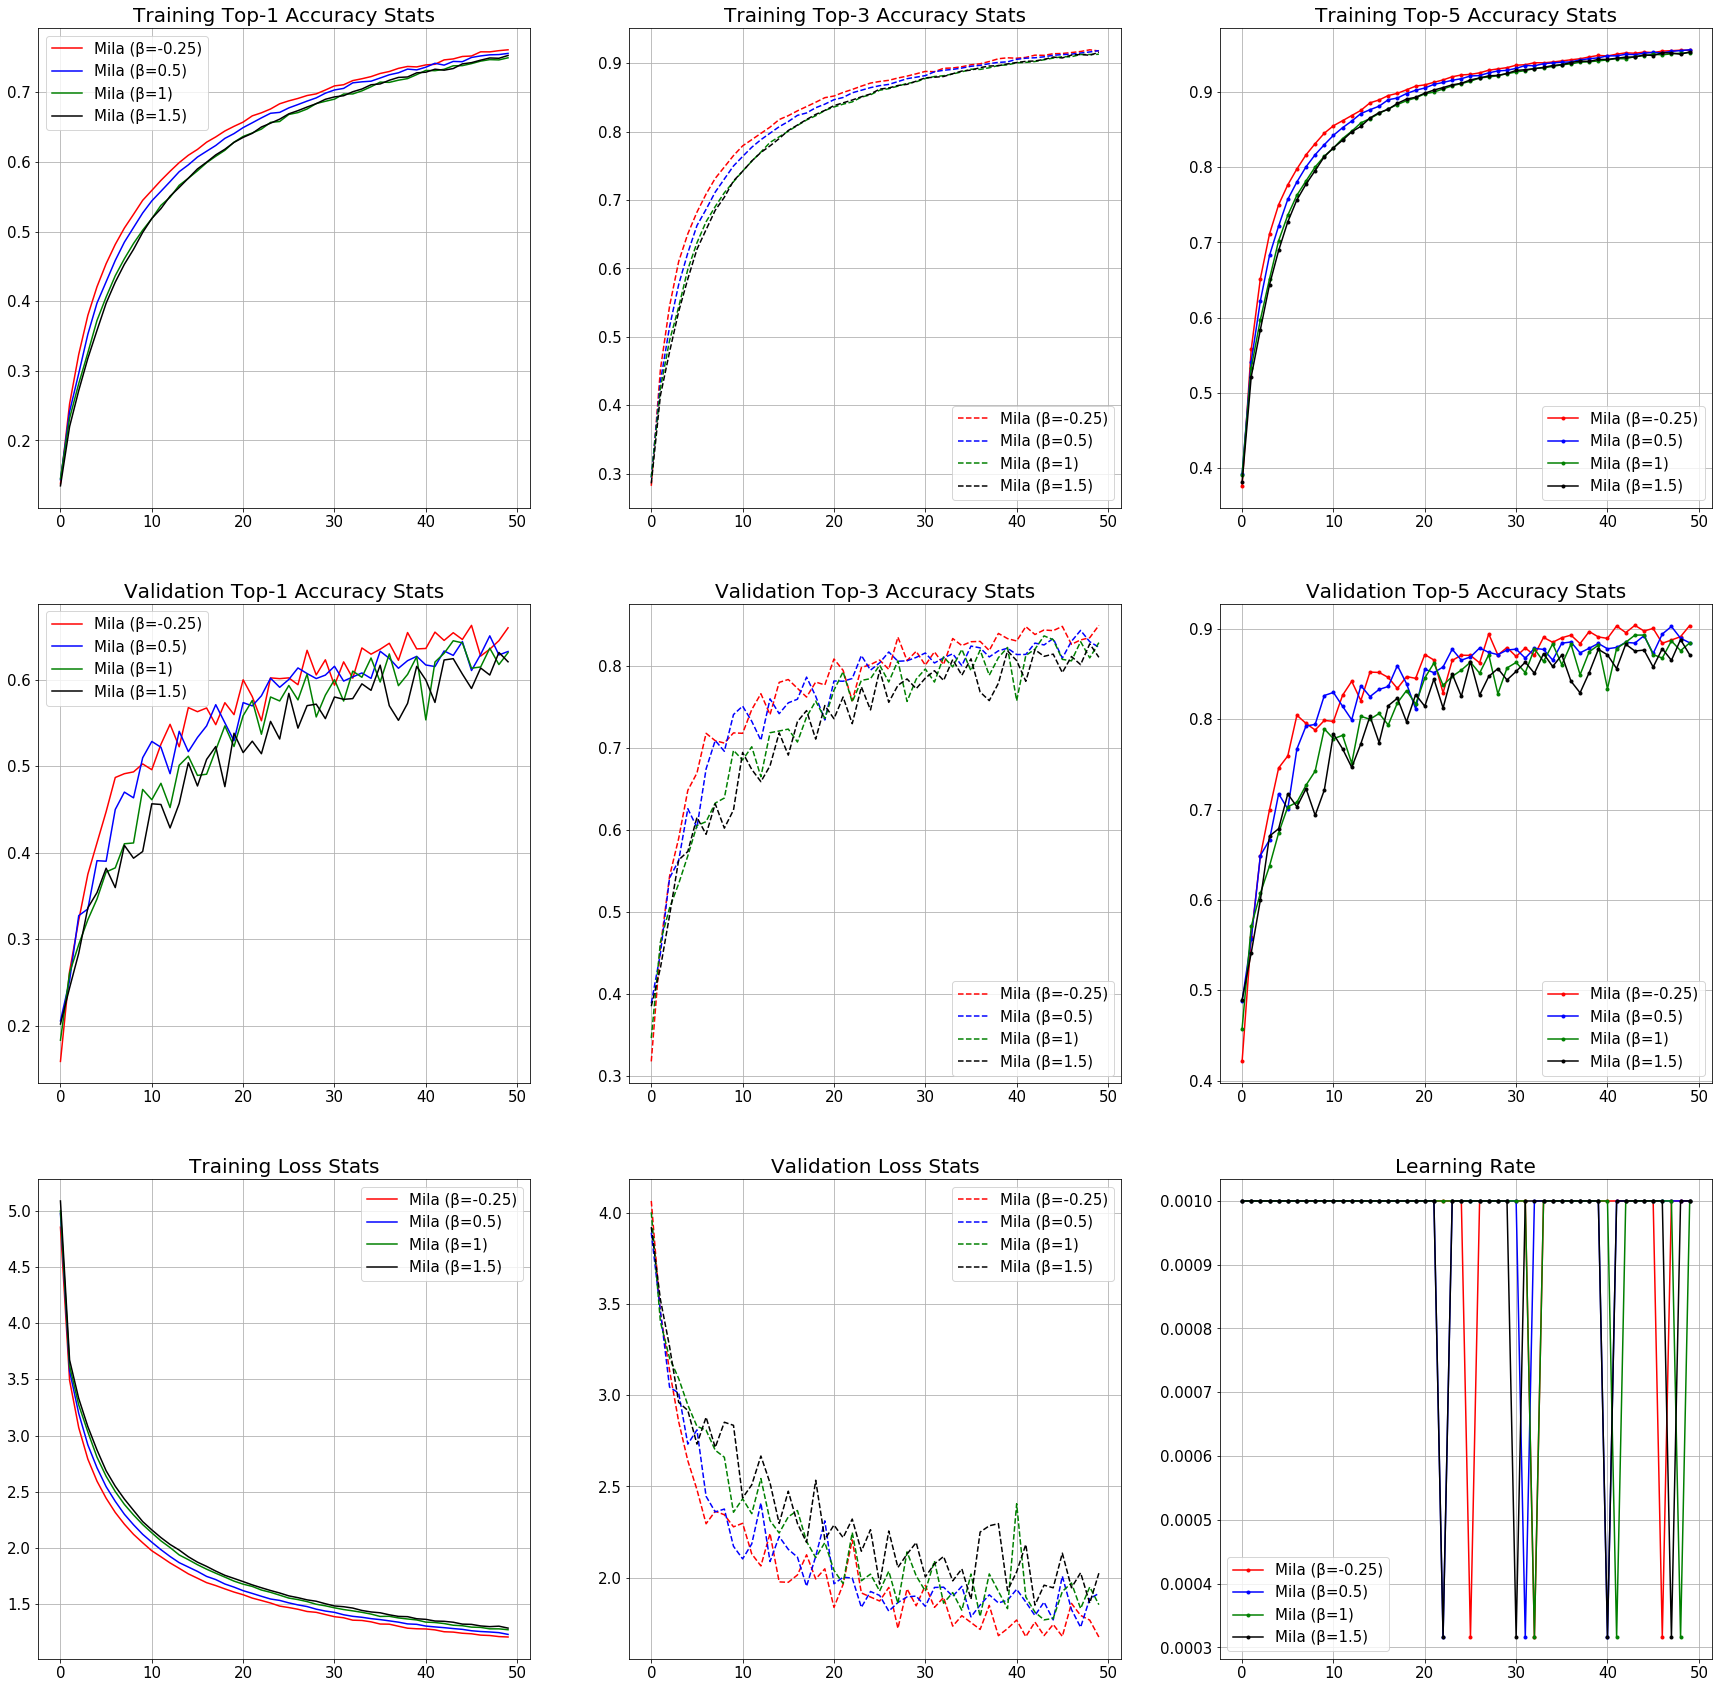 Training Top-1 Accuracy Stats
Mila (β=-0.25)
Mila (β=0.5)
Mila (β=1)
Mila (β=1.5)
0.7
0.6
0.5
0.4
0.3
0.2
0 10 20 30 40 50
Training Top-3 Accuracy Stats
0.9
0.8
0.7
0.6
0.5
0.4
0.3
Mila (β=-0.25)
Mila (β=0.5)
Mila (β=1)
Mila (β=1.5)
0 10 20 30 40 50
Training Top-5 Accuracy Stats
0.9
0.8
0.7
0.6
0.5
0.4
Mila (β=-0.25)
Mila (β=0.5)
Mila (β=1)
Mila (β=1.5)
0 10 20 30 40 50
Validation Top-1 Accuracy Stats
Mila (β=-0.25)
Mila (β=0.5)
Mila (β=1)
Mila (β=1.5)
0.6
0.5
0.4
0.3
0.2
0 10 20 30 40 50
Validation Top-3 Accuracy Stats
0.8
0.7
0.6
0.5
0.4
0.3
Mila (β=-0.25)
Mila (β=0.5)
Mila (β=1)
Mila (β=1.5)
0 10 20 30 40 50
Validation Top-5 Accuracy Stats
0.9
0.8
0.7
0.6
0.5
0.4
Mila (β=-0.25)
Mila (β=0.5)
Mila (β=1)
Mila (β=1.5)
0 10 20 30 40 50
Training Loss Stats
Mila (β=-0.25)
Mila (β=0.5)
Mila (β=1)
Mila (β=1.5)
5.0
4.5
4.0
3.5
3.0
2.5
2.0
1.5
0 10 20 30 40 50
Validation Loss Stats
Mila (β=-0.25)
Mila (β=0.5)
Mila (β=1)
Mila (β=1.5)
4.0
3.5
3.0
2.5
2.0
0 10 20 30 40 50
Learning Rate
0.0010
0.0009
0.0008
0.0007
0.0006
0.0005
0.0004
0.0003
Mila (β=-0.25)
Mila (β=0.5)
Mila (β=1)
Mila (β=1.5)
0 10 20 30 40 50